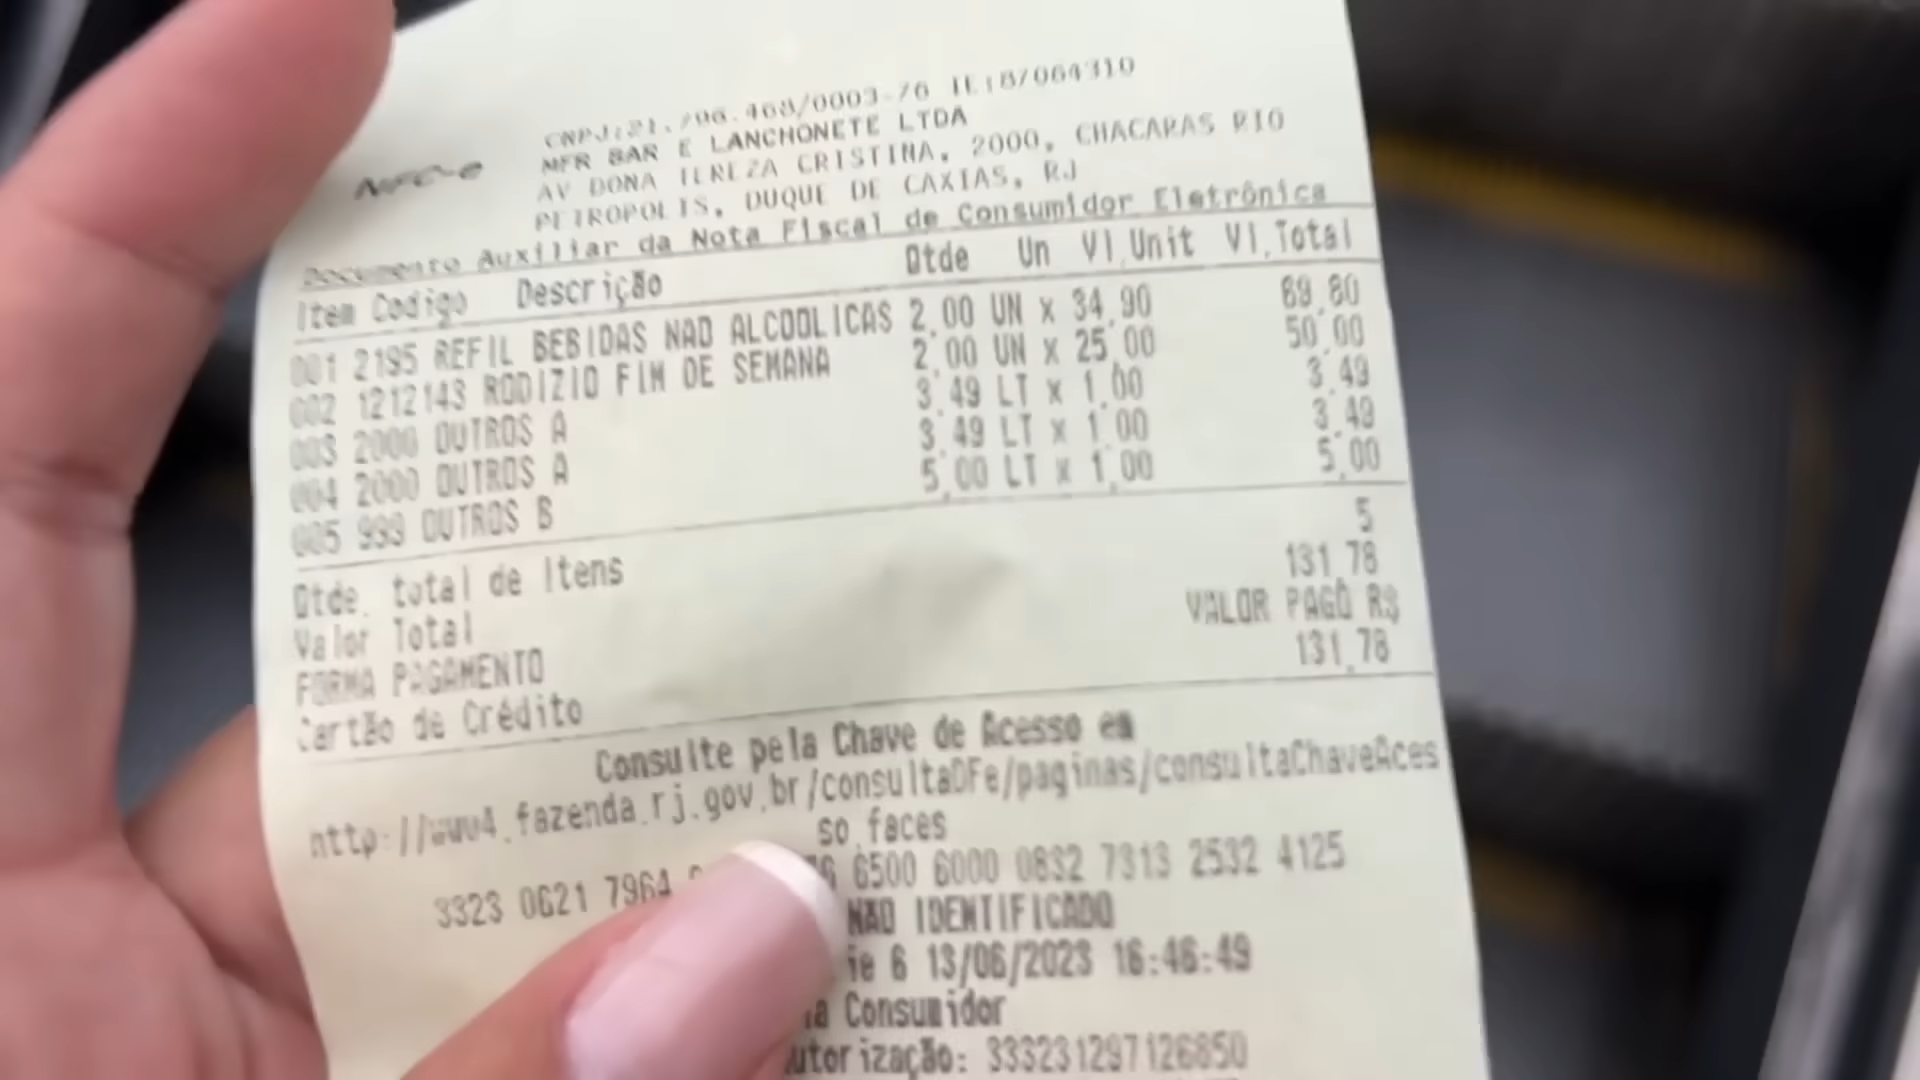 NFC-e
CNPJ:21.796.468/0003-76 IE:87064310
MFR BAR E LANCHONETE LTDA
AV DONA TEREZA CRISTINA, 2000, CHACARAS RIO
PETROPOLIS, DUQUE DE CAXIAS, RJ
Documento Auxiliar da Nota Fiscal de Consumidor Eletrônica
Item Codigo Descrição Qtde Un Vl.Unit Vl.Total
001 2195 REFIL BEBIDAS NAO ALCOOLICAS 2,00 UN x 34,90 69,80
002 1212143 RODIZIO FIM DE SEMANA 2,00 UN x 25,00 50,00
003 2000 OUTROS A 3,49 LT x 1,00 3,49
004 2000 OUTROS A 3,49 LT x 1,00 3,49
005 999 OUTROS B 5,00 LT x 1,00 5,00
Qtde. total de Itens 5
Valor Total 131,78
FORMA PAGAMENTO VALOR PAGO R$
Cartão de Crédito 131,78
Consulte pela Chave de Acesso em
http://www4.fazenda.rj.gov.br/consultaDFe/paginas/consultaChaveAces
so.faces
3323 0621 7964 6500 6000 0832 7313 2532 4125
NAO IDENTIFICADO
ie 6 13/06/2023 16:46:49
ia Consumidor
utorização: 333231297126850